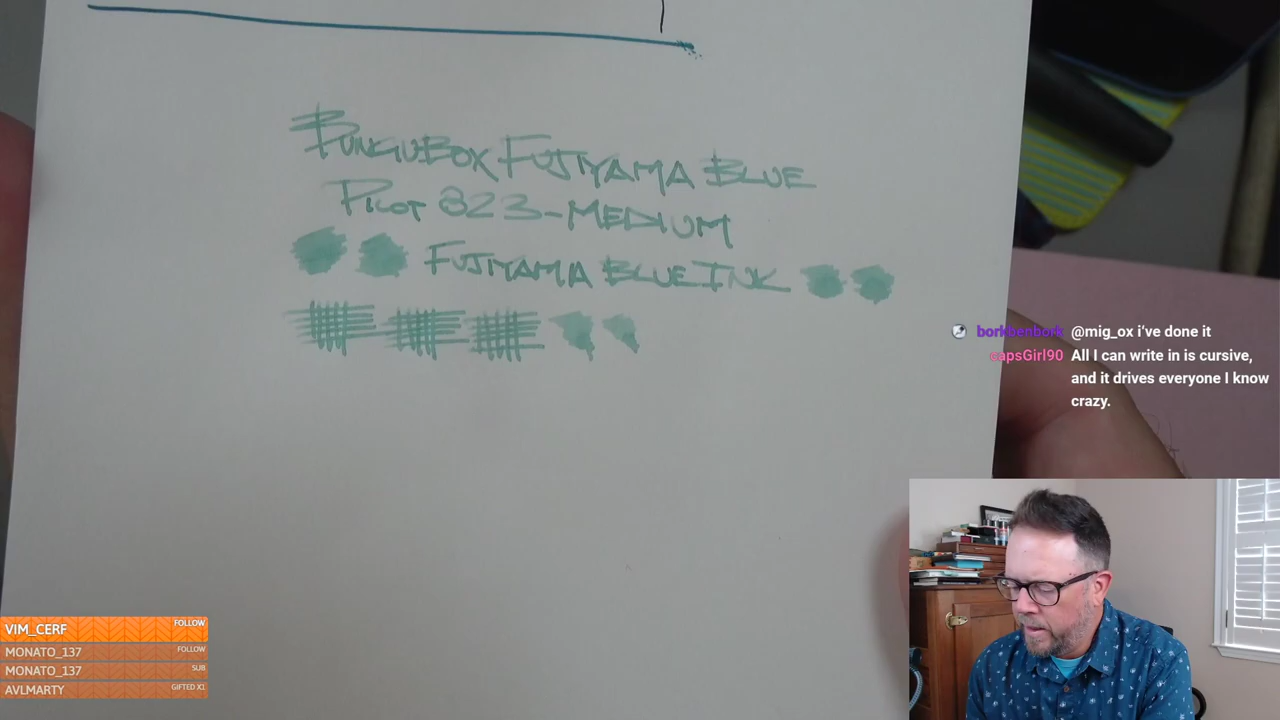 BUNGUBOX FUJIYAMA BLUE
PILOT 823-MEDIUM
FUJIYAMA BLUE INK
borkbenbork @mig_ox i've done it
capsGirl90 All I can write in is cursive,
and it drives everyone I know
crazy.
VIM_CERF FOLLOW
MONATO_137 FOLLOW
MONATO_137 SUB
AVLMARTY GIFTED X1